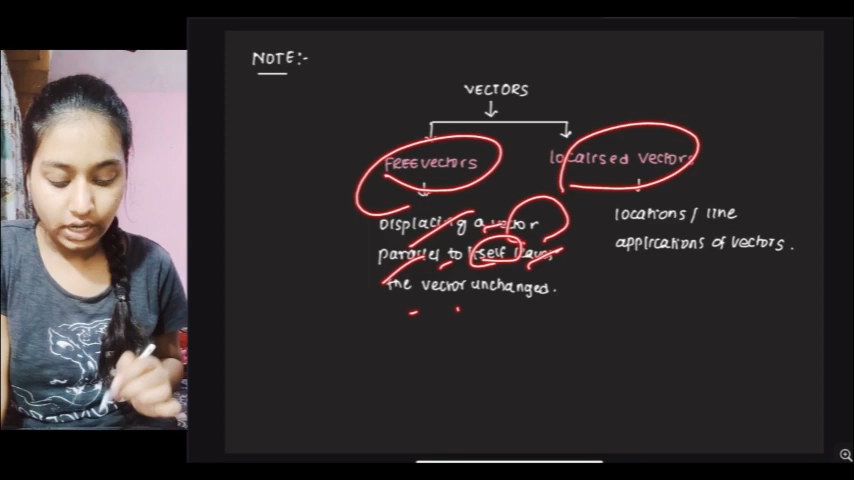 NOTE:-
VECTORS
FREE vectors
localised vectors
Displacing a vector
parallel to itself leaves
the vector unchanged.
locations / line
applications of vectors.